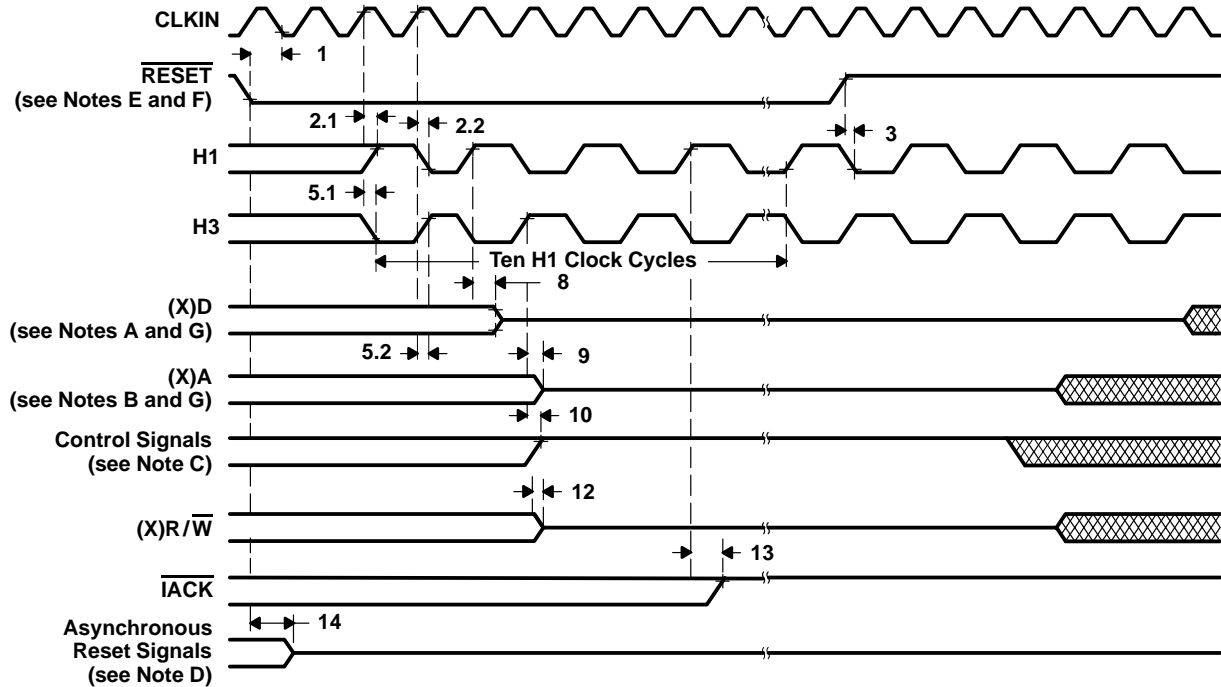 CLKIN
1
RESET
(see Notes E and F)
2.1
2.2
3
H1
5.1
H3
Ten H1 Clock Cycles
8
(X)D
(see Notes A and G)
5.2
9
(X)A
(see Notes B and G)
10
Control Signals
(see Note C)
12
(X)R/W
13
IACK
14
Asynchronous
Reset Signals
(see Note D)